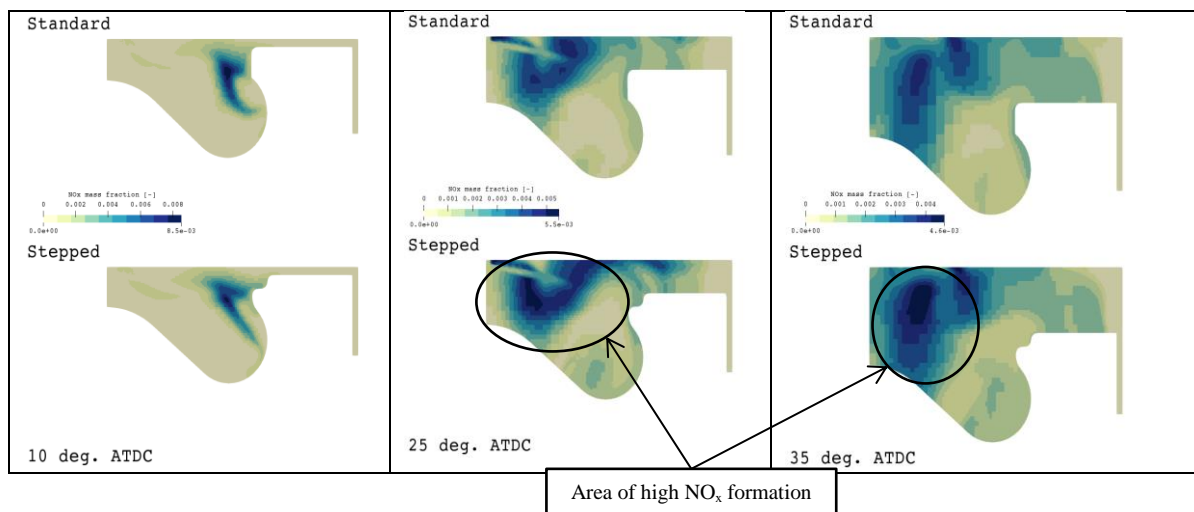 Standard
NOx mass fraction [-]
0 0.002 0.004 0.006 0.008
0.0e+00 8.5e-03
Stepped
10 deg. ATDC
Standard
NOx mass fraction [-]
0 0.001 0.002 0.003 0.004 0.005
0.0e+00 5.5e-03
Stepped
25 deg. ATDC
Standard
NOx mass fraction [-]
0 0.001 0.002 0.003 0.004
0.0e+00 4.6e-03
Stepped
35 deg. ATDC
Area of high NOx formation